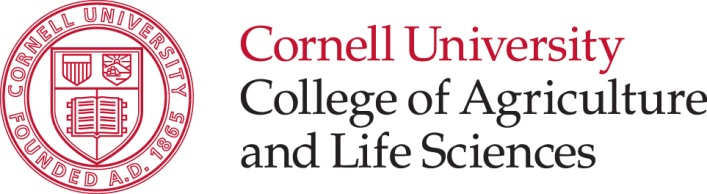 CORNELL UNIVERSITY
FOUNDED A.D. 1865
Cornell University
College of Agriculture
and Life Sciences